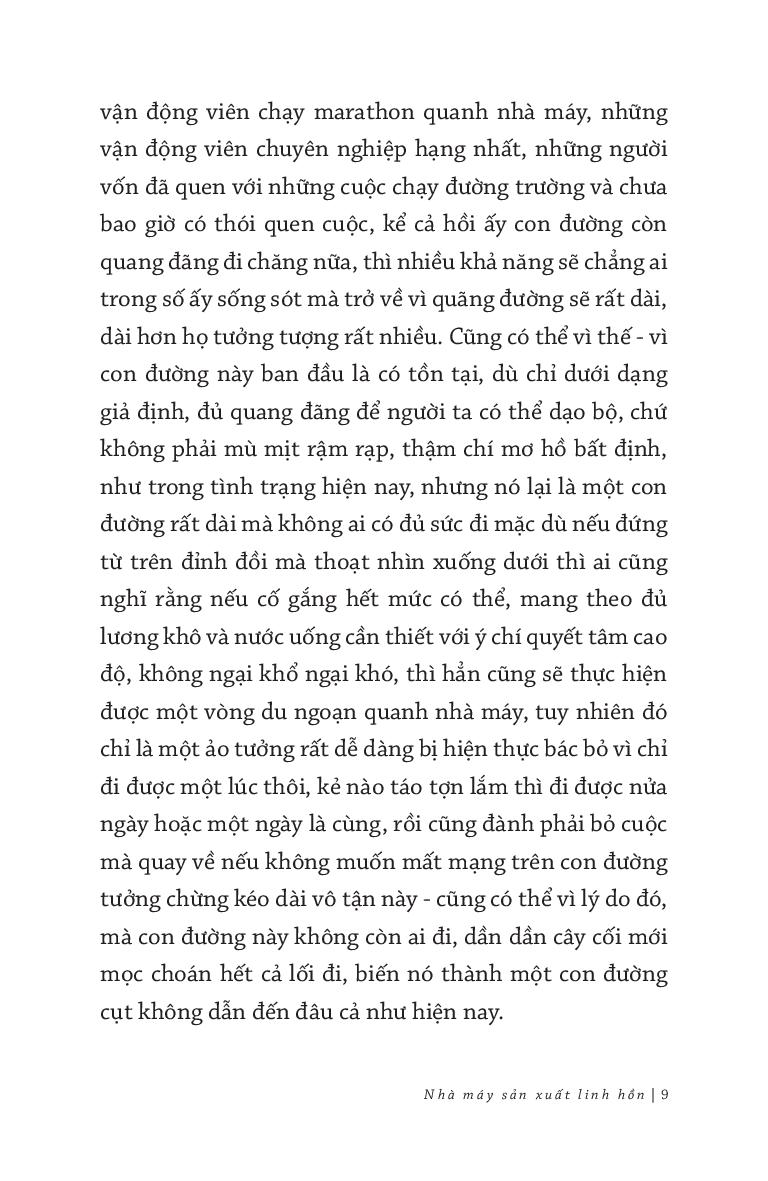 vận động viên chạy marathon quanh nhà máy, những
vận động viên chuyên nghiệp hạng nhất, những người
vốn đã quen với những cuộc chạy đường trường và chưa
bao giờ có thói quen cuộc, kể cả hồi ấy con đường còn
quang đãng đi chăng nữa, thì nhiều khả năng sẽ chẳng ai
trong số ấy sống sót mà trở về vì quãng đường sẽ rất dài,
dài hơn họ tưởng tượng rất nhiều. Cũng có thể vì thế - vì
con đường này ban đầu là có tồn tại, dù chỉ dưới dạng
giả định, đủ quang đãng để người ta có thể dạo bộ, chứ
không phải mù mịt rậm rạp, thậm chí mơ hồ bất định,
như trong tình trạng hiện nay, nhưng nó lại là một con
đường rất dài mà không ai có đủ sức đi mặc dù nếu đứng
từ trên đỉnh đồi mà thoạt nhìn xuống dưới thì ai cũng
nghĩ rằng nếu cố gắng hết mức có thể, mang theo đủ
lương khô và nước uống cần thiết với ý chí quyết tâm cao
độ, không ngại khổ ngại khó, thì hẳn cũng sẽ thực hiện
được một vòng du ngoạn quanh nhà máy, tuy nhiên đó
chỉ là một ảo tưởng rất dễ dàng bị hiện thực bác bỏ vì chỉ
đi được một lúc thôi, kẻ nào táo tợn lắm thì đi được nửa
ngày hoặc một ngày là cùng, rồi cũng đành phải bỏ cuộc
mà quay về nếu không muốn mất mạng trên con đường
tưởng chừng kéo dài vô tận này - cũng có thể vì lý do đó,
mà con đường này không còn ai đi, dần dần cây cối mới
mọc choán hết cả lối đi, biến nó thành một con đường
cụt không dẫn đến đâu cả như hiện nay.
Nhà máy sản xuất linh hồn | 9